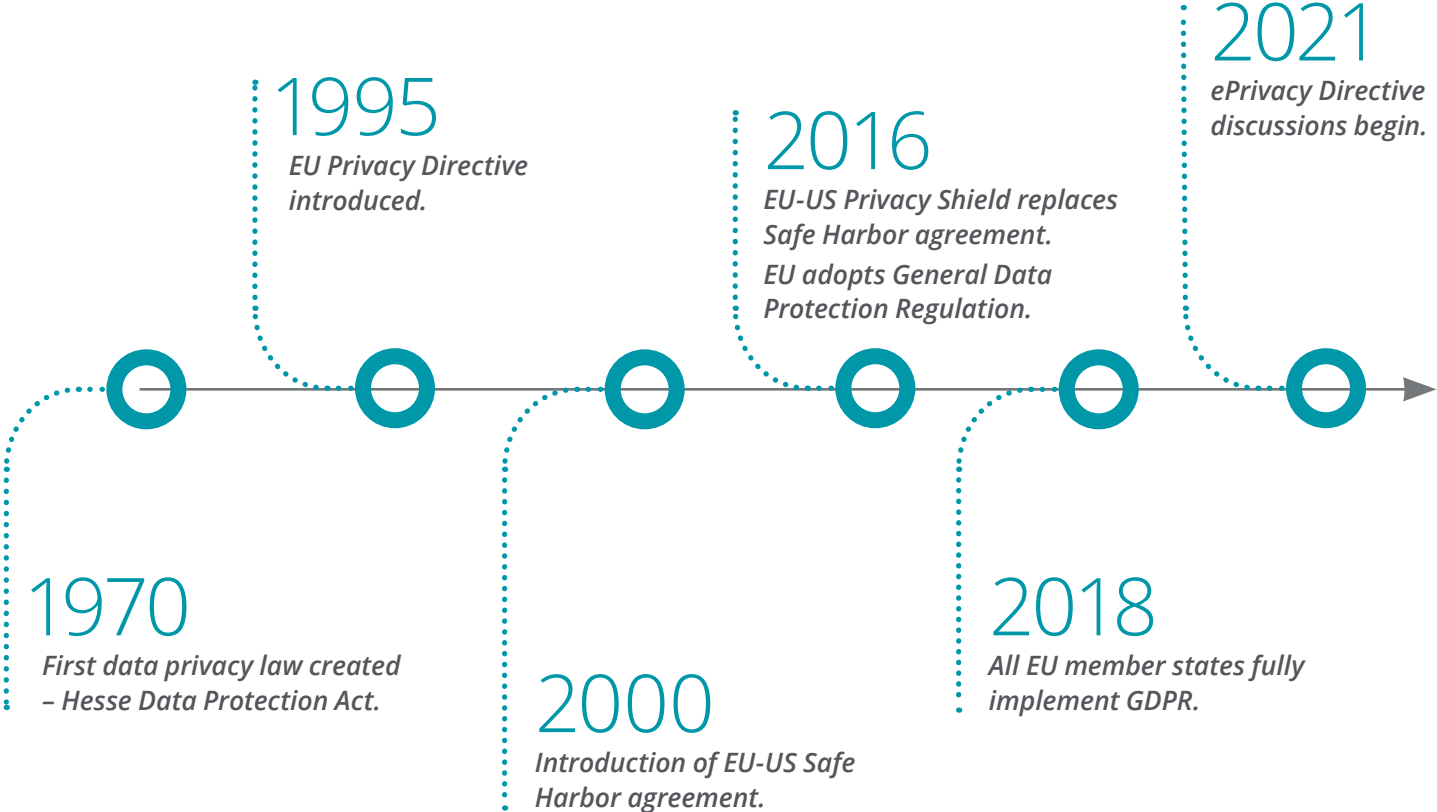 1970
First data privacy law created
– Hesse Data Protection Act.
1995
EU Privacy Directive
introduced.
2000
Introduction of EU-US Safe
Harbor agreement.
2016
EU-US Privacy Shield replaces
Safe Harbor agreement.
EU adopts General Data
Protection Regulation.
2018
All EU member states fully
implement GDPR.
2021
ePrivacy Directive
discussions begin.